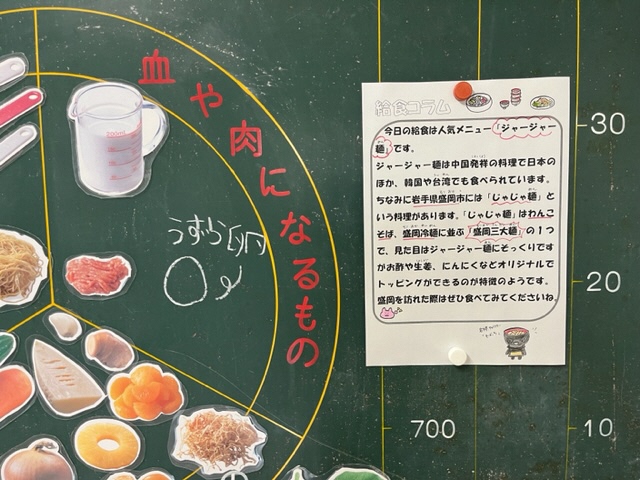 血や肉になるもの
200ml
うずら卵
給食コラム
今日の給食は人気メニュー「ジャージャー
麺」です。
ジャージャー麺は中国発祥の料理で日本の
ほか、韓国や台湾でも食べられています。
ちなみに岩手県盛岡市には「じゃじゃ麺」と
いう料理があります。「じゃじゃ麺」はわんこ
そば、盛岡冷麺に並ぶ「盛岡三大麺」の1つ
で、見た目はジャージャー麺にそっくりです
がお酢や生姜、にんにくなどオリジナルで
トッピングができるのが特徴のようです。
盛岡を訪れた際はぜひ食べてみてくださいね。
30
20
700
10